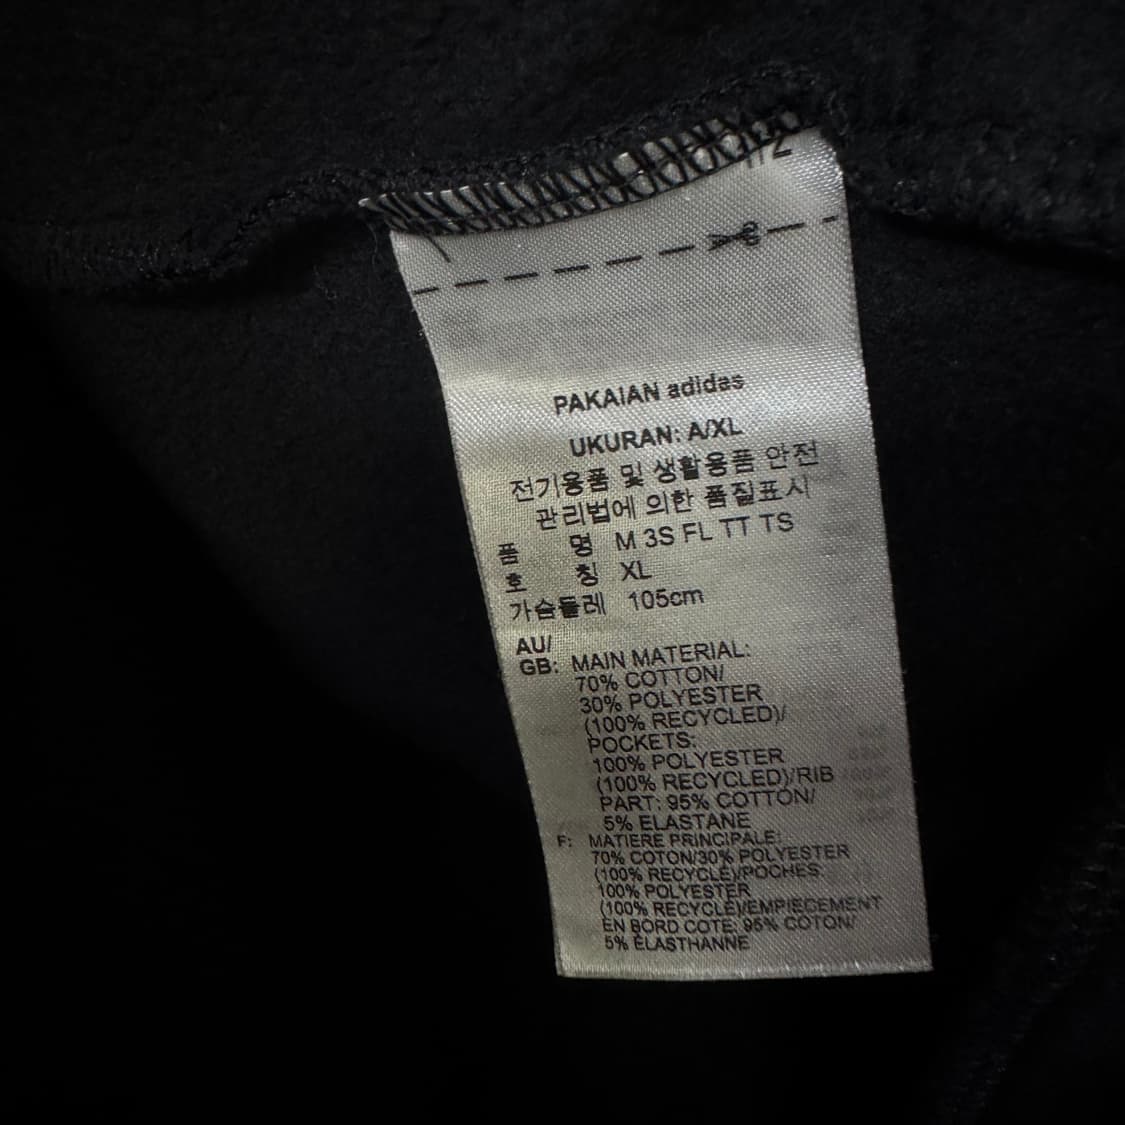 PAKAIAN adidas
UKURAN: A/XL
전기용품 및 생활용품 안전
관리법에 의한 품질표시
품 명 M 3S FL TT TS
호 칭 XL
가슴둘레 105cm
AU/
GB: MAIN MATERIAL:
70% COTTON/
30% POLYESTER
(100% RECYCLED)/
POCKETS:
100% POLYESTER
(100% RECYCLED)/RIB
PART: 95% COTTON/
5% ELASTANE
F: MATIERE PRINCIPALE:
70% COTON/30% POLYESTER
(100% RECYCLÉ)/POCHES:
100% POLYESTER
(100% RECYCLÉ)/EMPIECEMENT
EN BORD COTE: 95% COTON/
5% ÉLASTHANNE